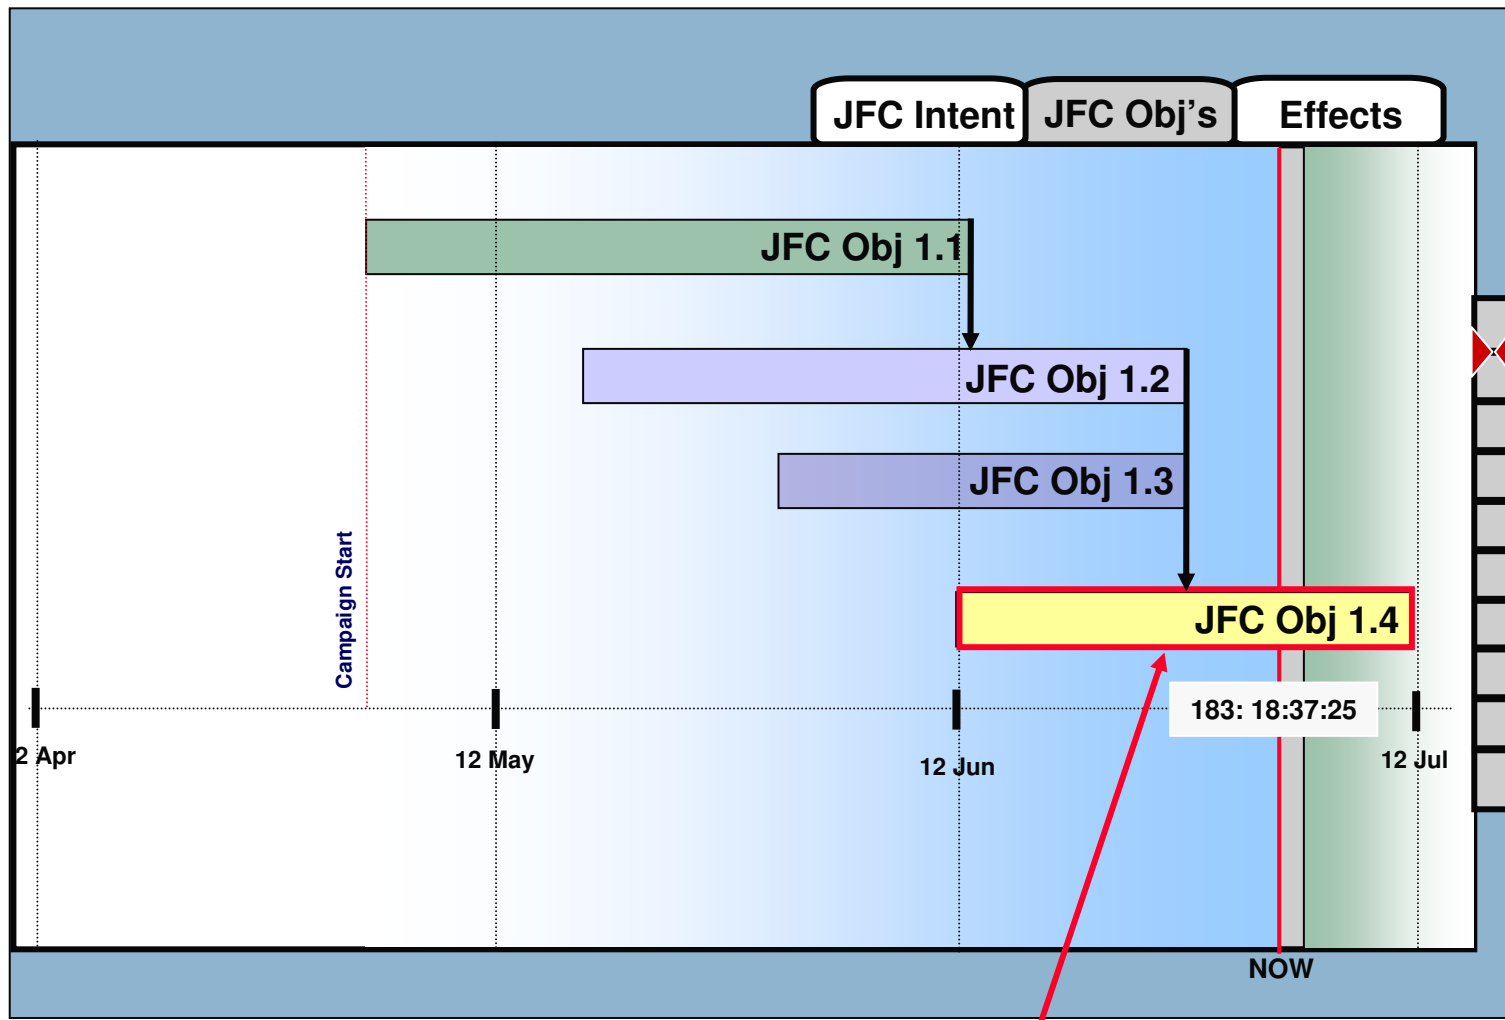 JFC Intent
JFC Obj's
Effects
JFC Obj 1.1
JFC Obj 1.2
JFC Obj 1.3
Campaign Start
JFC Obj 1.4
183: 18:37:25
2 Apr
12 May
12 Jun
12 Jul
NOW